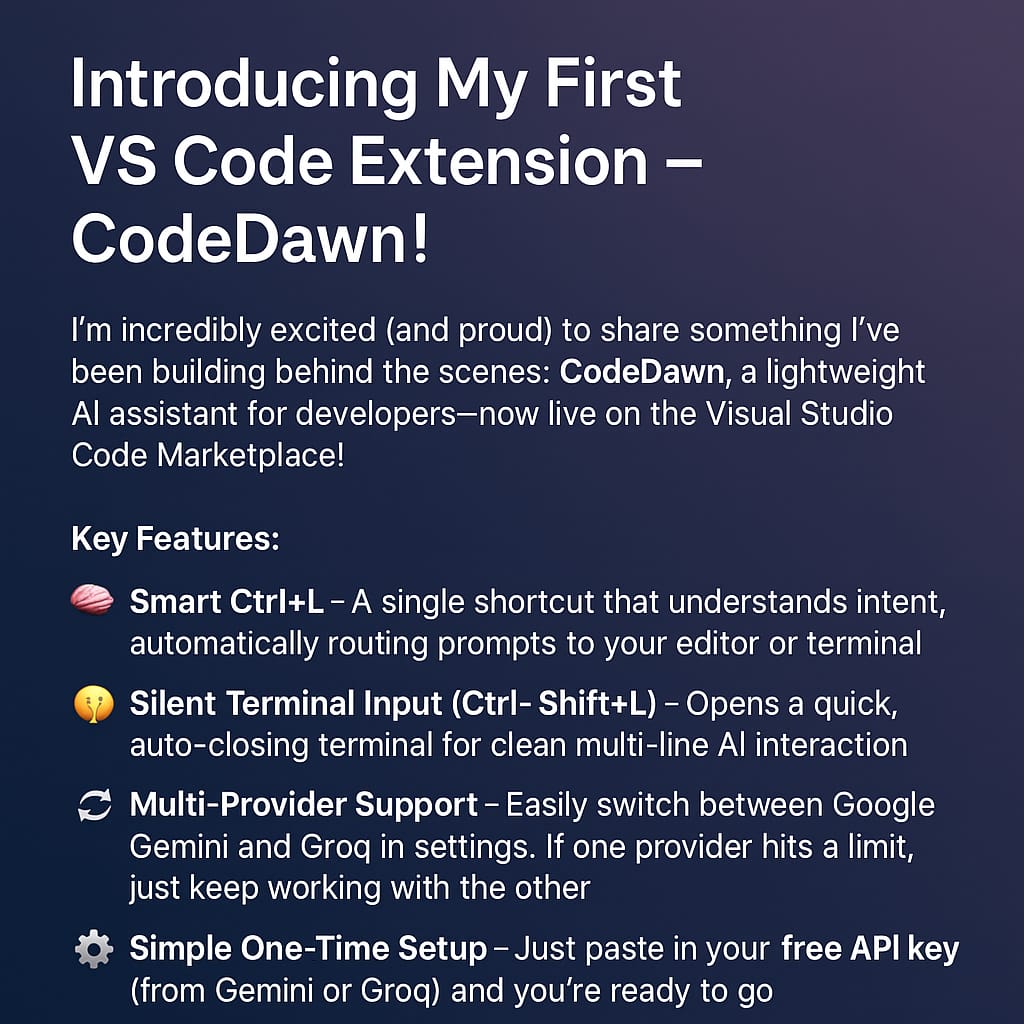 Introducing My First
VS Code Extension –
CodeDawn!
I’m incredibly excited (and proud) to share something I’ve
been building behind the scenes: CodeDawn, a lightweight
AI assistant for developers—now live on the Visual Studio
Code Marketplace!
Key Features:
Smart Ctrl+L – A single shortcut that understands intent,
automatically routing prompts to your editor or terminal
Silent Terminal Input (Ctrl- Shift+L) – Opens a quick,
auto-closing terminal for clean multi-line AI interaction
Multi-Provider Support – Easily switch between Google
Gemini and Groq in settings. If one provider hits a limit,
just keep working with the other
Simple One-Time Setup – Just paste in your free API key
(from Gemini or Groq) and you’re ready to go